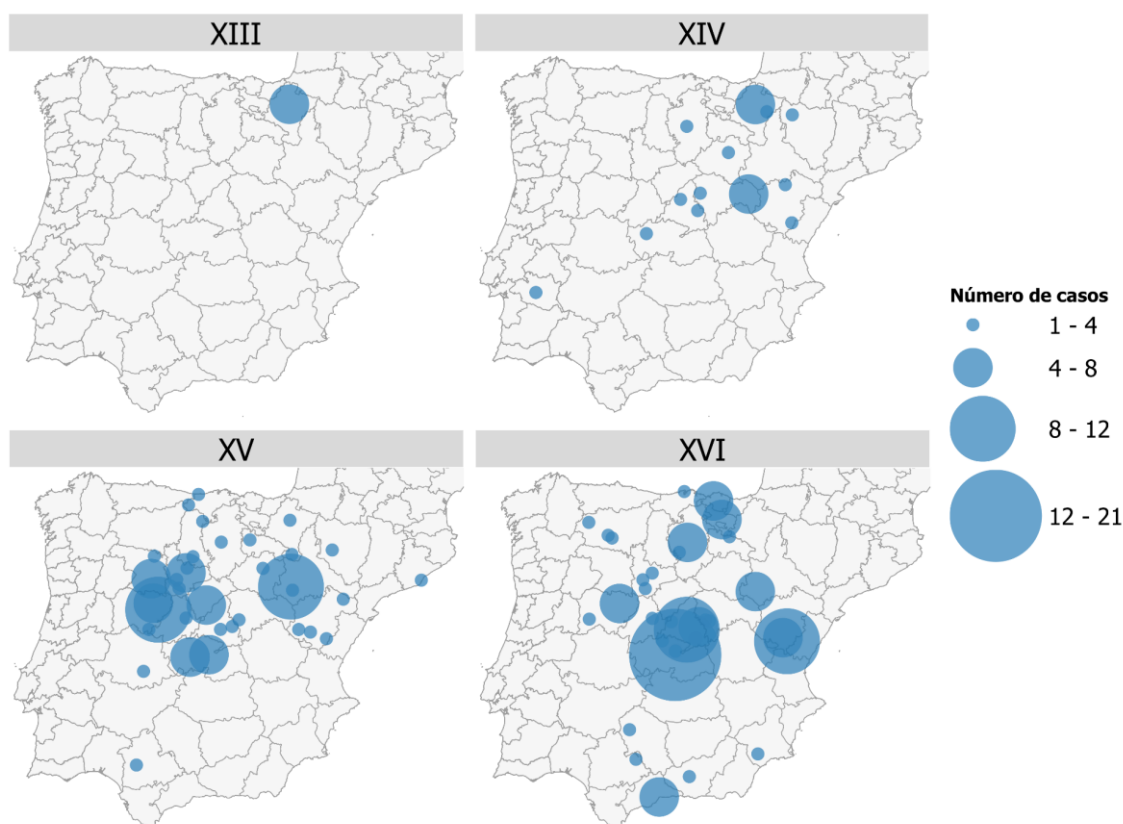 XIII
XIV
Número de casos
1 - 4
4 - 8
8 - 12
12 - 21
XV
XVI